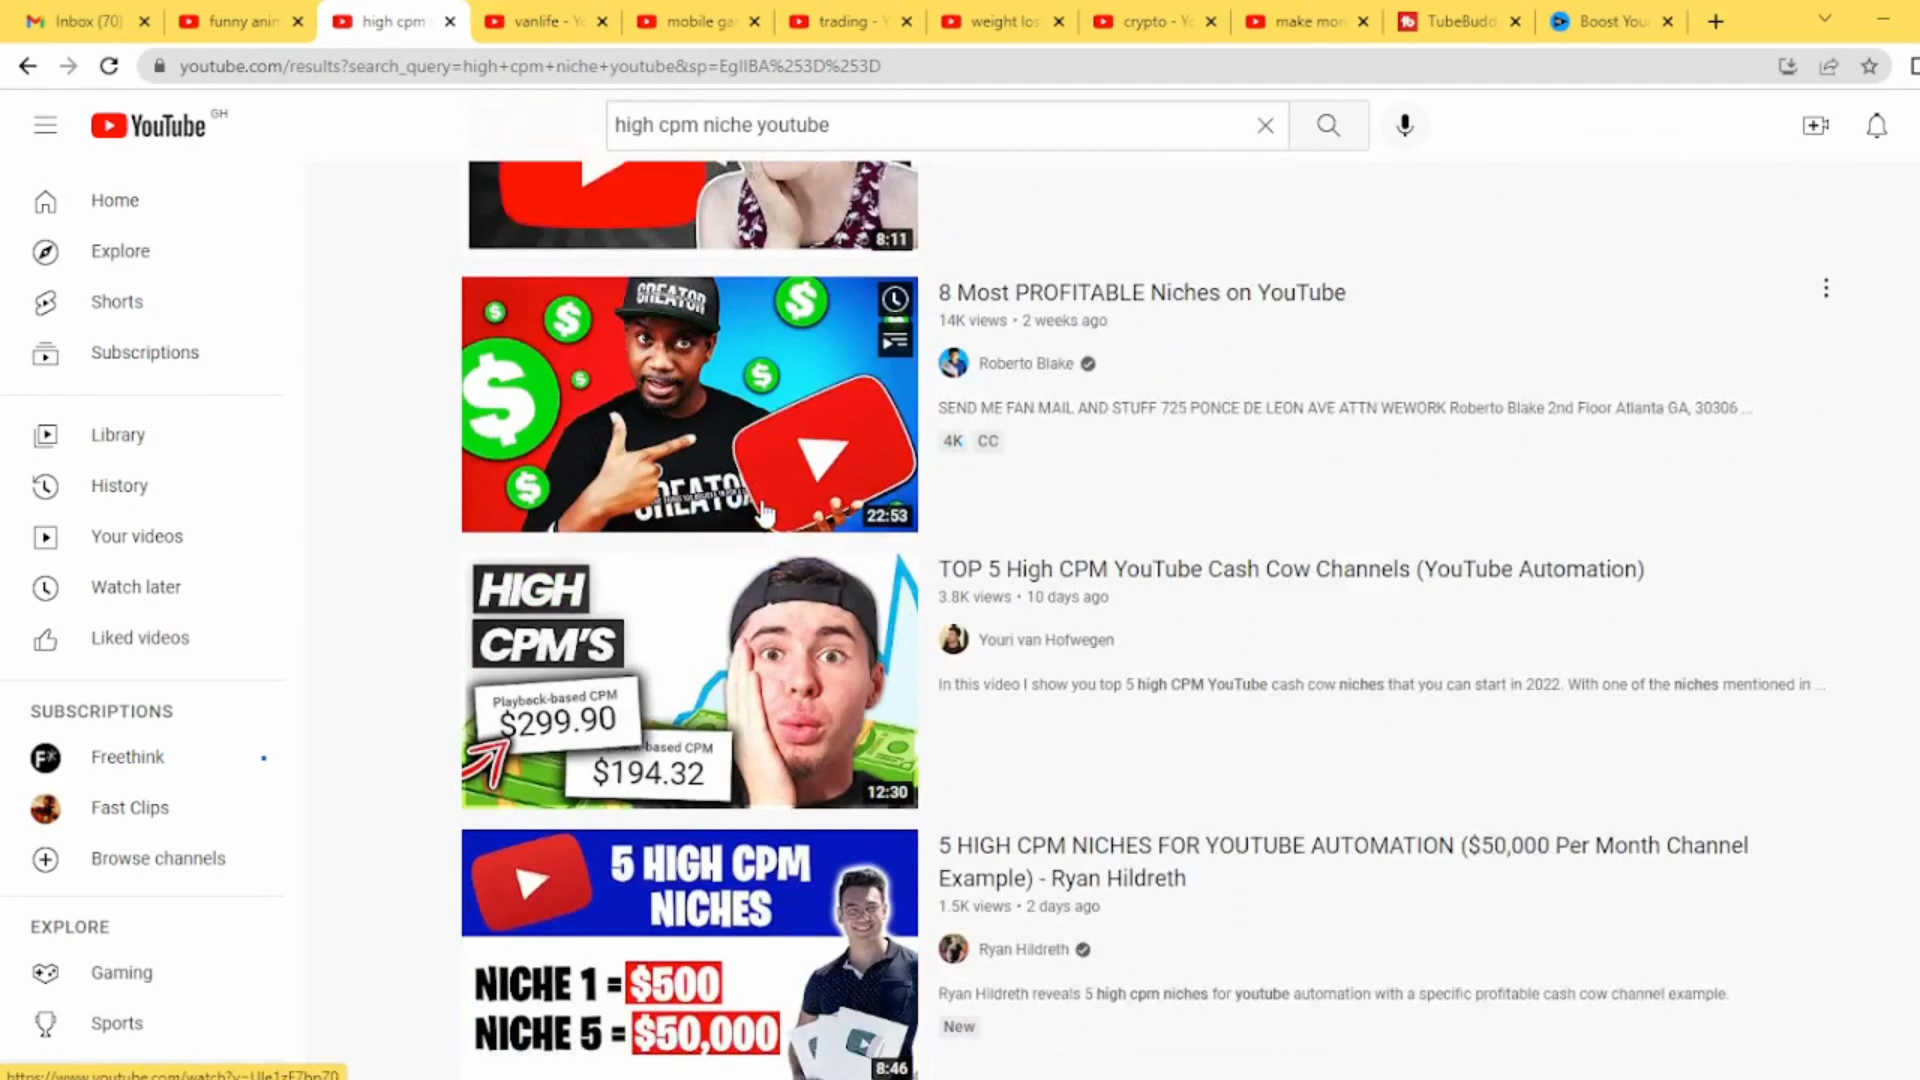 Inbox (70)
funny anim
high cpm
vanlife - Y
mobile ga
trading - Y
weight los
crypto - Yo
make mon
TubeBudd
Boost You
youtube.com/results?search_query=high+cpm+niche+youtube&sp=EgIIBA%253D%253D
YouTube GH
high cpm niche youtube
Home
Explore
Shorts
Subscriptions
Library
History
Your videos
Watch later
Liked videos
SUBSCRIPTIONS
Freethink
Fast Clips
Browse channels
EXPLORE
Gaming
Sports
8:11
CREATOR
$
CREATOR
22:53
8 Most PROFITABLE Niches on YouTube
14K views • 2 weeks ago
Roberto Blake
SEND ME FAN MAIL AND STUFF 725 PONCE DE LEON AVE ATTN WEWORK Roberto Blake 2nd Floor Atlanta GA, 30306 ...
4K CC
HIGH
CPM'S
Playback-based CPM
$299.90
based CPM
$194.32
12:30
TOP 5 High CPM YouTube Cash Cow Channels (YouTube Automation)
3.8K views • 10 days ago
Youri van Hofwegen
In this video I show you top 5 high CPM YouTube cash cow niches that you can start in 2022. With one of the niches mentioned in ...
5 HIGH CPM
NICHES
NICHE 1 = $500
NICHE 5 = $50,000
8:46
5 HIGH CPM NICHES FOR YOUTUBE AUTOMATION ($50,000 Per Month Channel
Example) - Ryan Hildreth
1.5K views • 2 days ago
Ryan Hildreth
Ryan Hildreth reveals 5 high cpm niches for youtube automation with a specific profitable cash cow channel example.
New